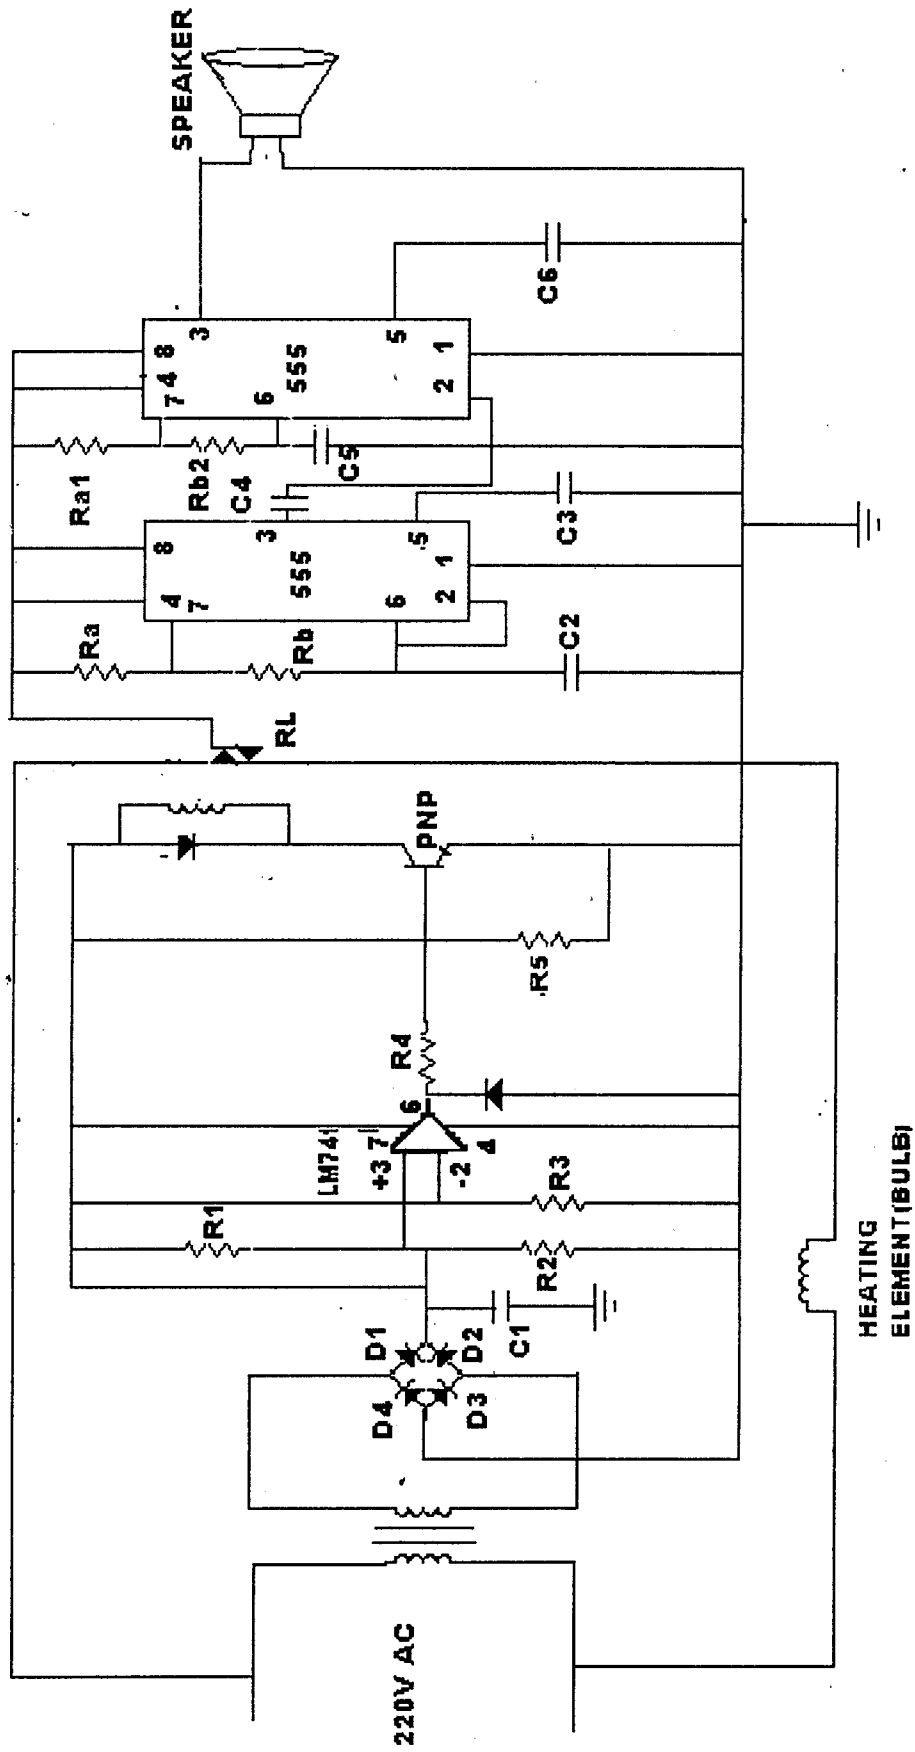 220V AC
D4
D1
D3
D2
C1
R1
R2
R3
LM741
+3
7
-2
4
6
R4
R5
PNP
RL
HEATING
ELEMENT(BULB)
Ra
Rb
C2
4
8
7
3
555
6
5
2
1
C3
C4
Ra1
Rb2
C5
7
4
8
3
6
555
5
2
1
C6
SPEAKER